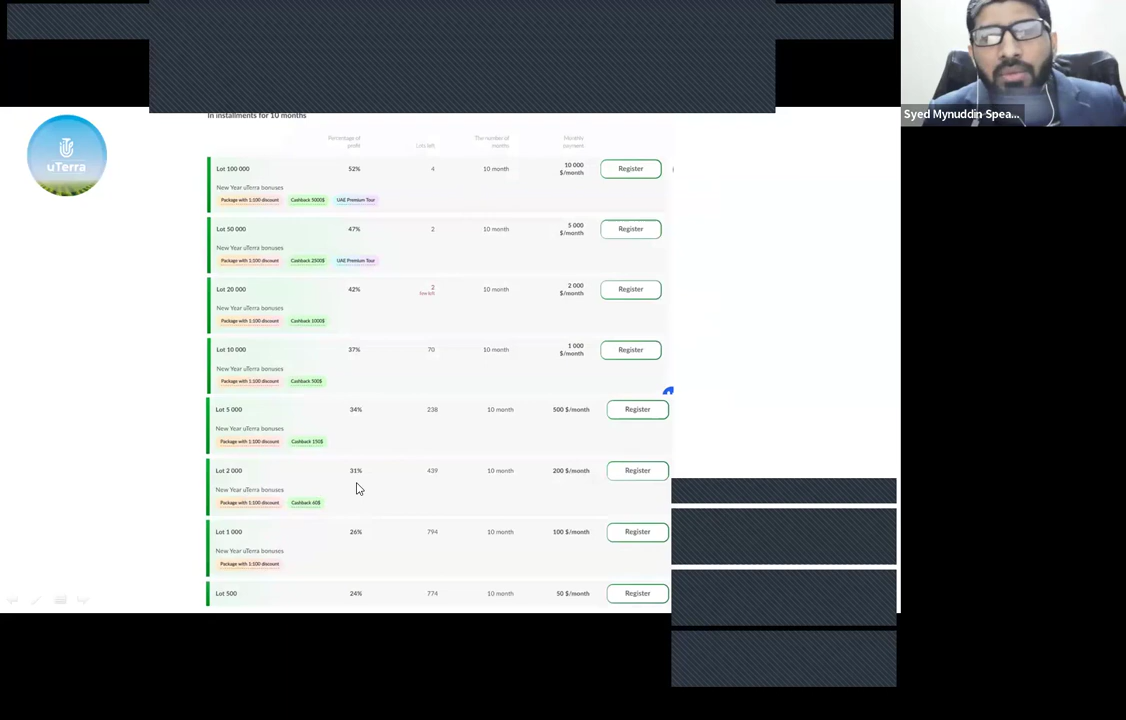 Syed Mynuddin-Spea...
In installments for 10 months
uTerra
Percentage of profit Lots left The number of months Monthly payment
Lot 100 000 52% 4 10 month 10 000 $/month Register
New Year uTerra bonuses
Package with 1:100 discount Cashback 5000$ UAE Premium Tour
Lot 50 000 47% 2 10 month 5 000 $/month Register
New Year uTerra bonuses
Package with 1:100 discount Cashback 2500$ UAE Premium Tour
Lot 20 000 42% 2 few left 10 month 2 000 $/month Register
New Year uTerra bonuses
Package with 1:100 discount Cashback 1000$
Lot 10 000 37% 70 10 month 1 000 $/month Register
New Year uTerra bonuses
Package with 1:100 discount Cashback 500$
Lot 5 000 34% 238 10 month 500 $/month Register
New Year uTerra bonuses
Package with 1:100 discount Cashback 150$
Lot 2 000 31% 439 10 month 200 $/month Register
New Year uTerra bonuses
Package with 1:100 discount Cashback 60$
Lot 1 000 26% 794 10 month 100 $/month Register
New Year uTerra bonuses
Package with 1:100 discount
Lot 500 24% 774 10 month 50 $/month Register